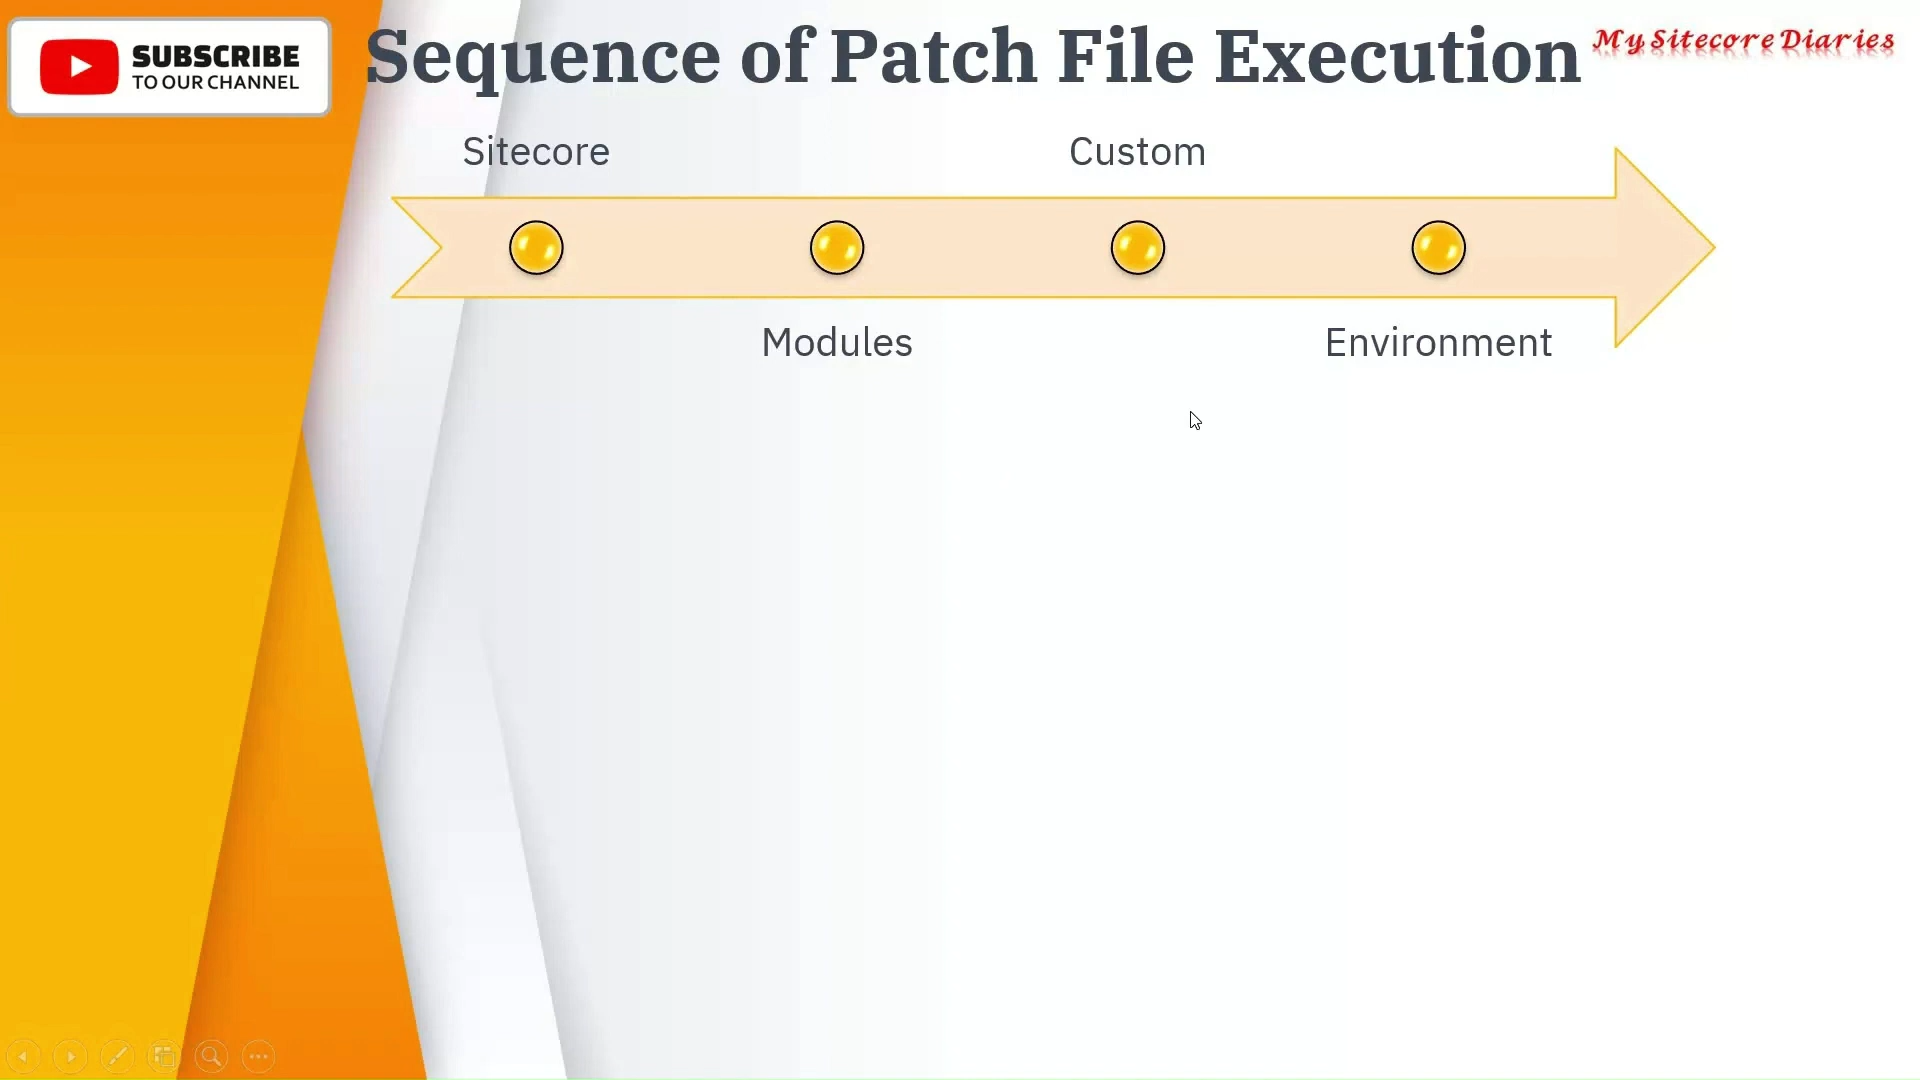 SUBSCRIBE
TO OUR CHANNEL
Sequence of Patch File Execution
My Sitecore Diaries
Sitecore
Custom
Modules
Environment